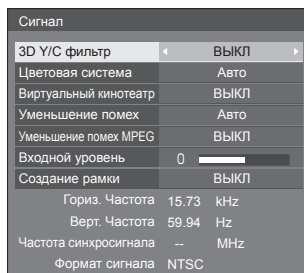 Сигнал
3D Y/C фильтр ВЫКЛ
Цветовая система Авто
Виртуальный кинотеатр ВЫКЛ
Уменьшение помех Авто
Уменьшение помех MPEG ВЫКЛ
Входной уровень 0
Создание рамки ВЫКЛ
Гориз. Частота 15.73 kHz
Верт. Частота 59.94 Hz
Частота синхросигнала -- MHz
Формат сигнала NTSC